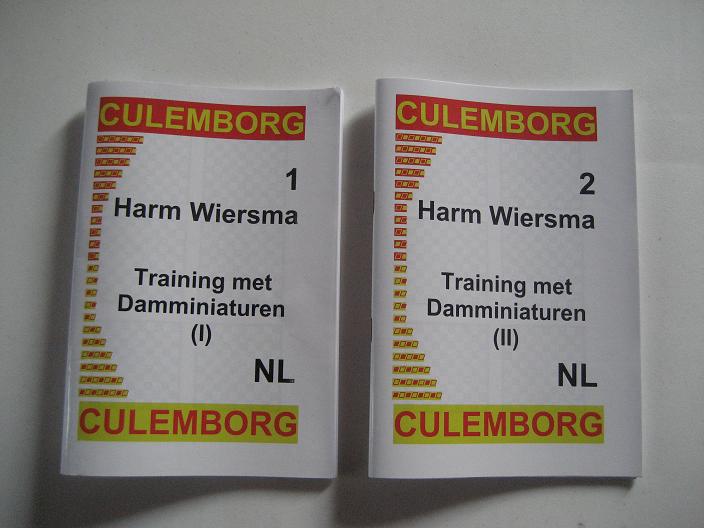 CULEMBORG
1
Harm Wiersma
Training met
Damminiaturen
(I)
NL
CULEMBORG
CULEMBORG
2
Harm Wiersma
Training met
Damminiaturen
(II)
NL
CULEMBORG